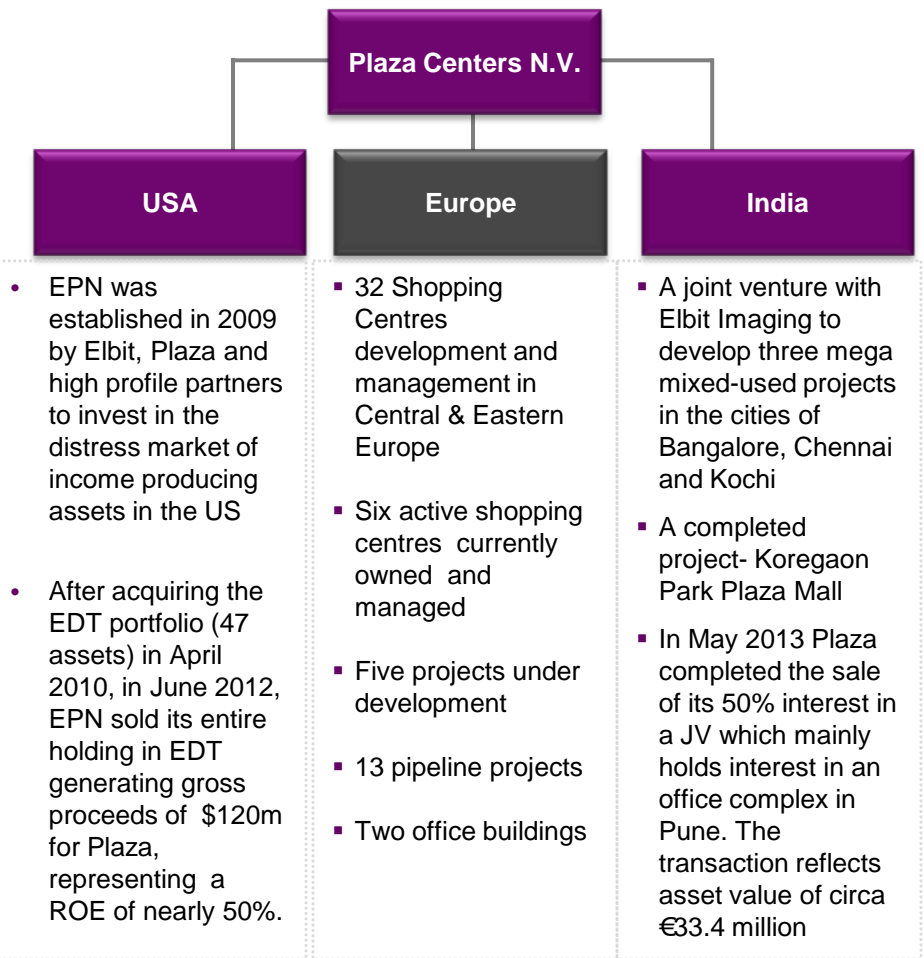 Plaza Centers N.V.
USA
Europe
India
• EPN was
established in 2009
by Elbit, Plaza and
high profile partners
to invest in the
distress market of
income producing
assets in the US
• After acquiring the
EDT portfolio (47
assets) in April
2010, in June 2012,
EPN sold its entire
holding in EDT
generating gross
proceeds of $120m
for Plaza,
representing a
ROE of nearly 50%.
▪ 32 Shopping
Centres
development and
management in
Central & Eastern
Europe
▪ Six active shopping
centres currently
owned and
managed
▪ Five projects under
development
▪ 13 pipeline projects
▪ Two office buildings
▪ A joint venture with
Elbit Imaging to
develop three mega
mixed-used projects
in the cities of
Bangalore, Chennai
and Kochi
▪ A completed
project- Koregaon
Park Plaza Mall
▪ In May 2013 Plaza
completed the sale
of its 50% interest in
a JV which mainly
holds interest in an
office complex in
Pune. The
transaction reflects
asset value of circa
€33.4 million